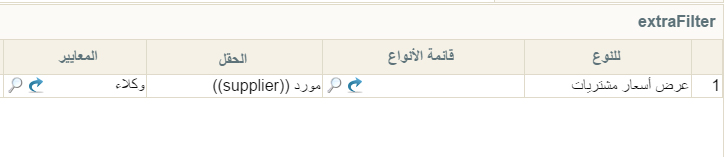 extraFilter
للنوع قائمة الأنواع الحقل المعايير
1 عرض أسعار مشتريات مورد ((supplier)) وكلاء